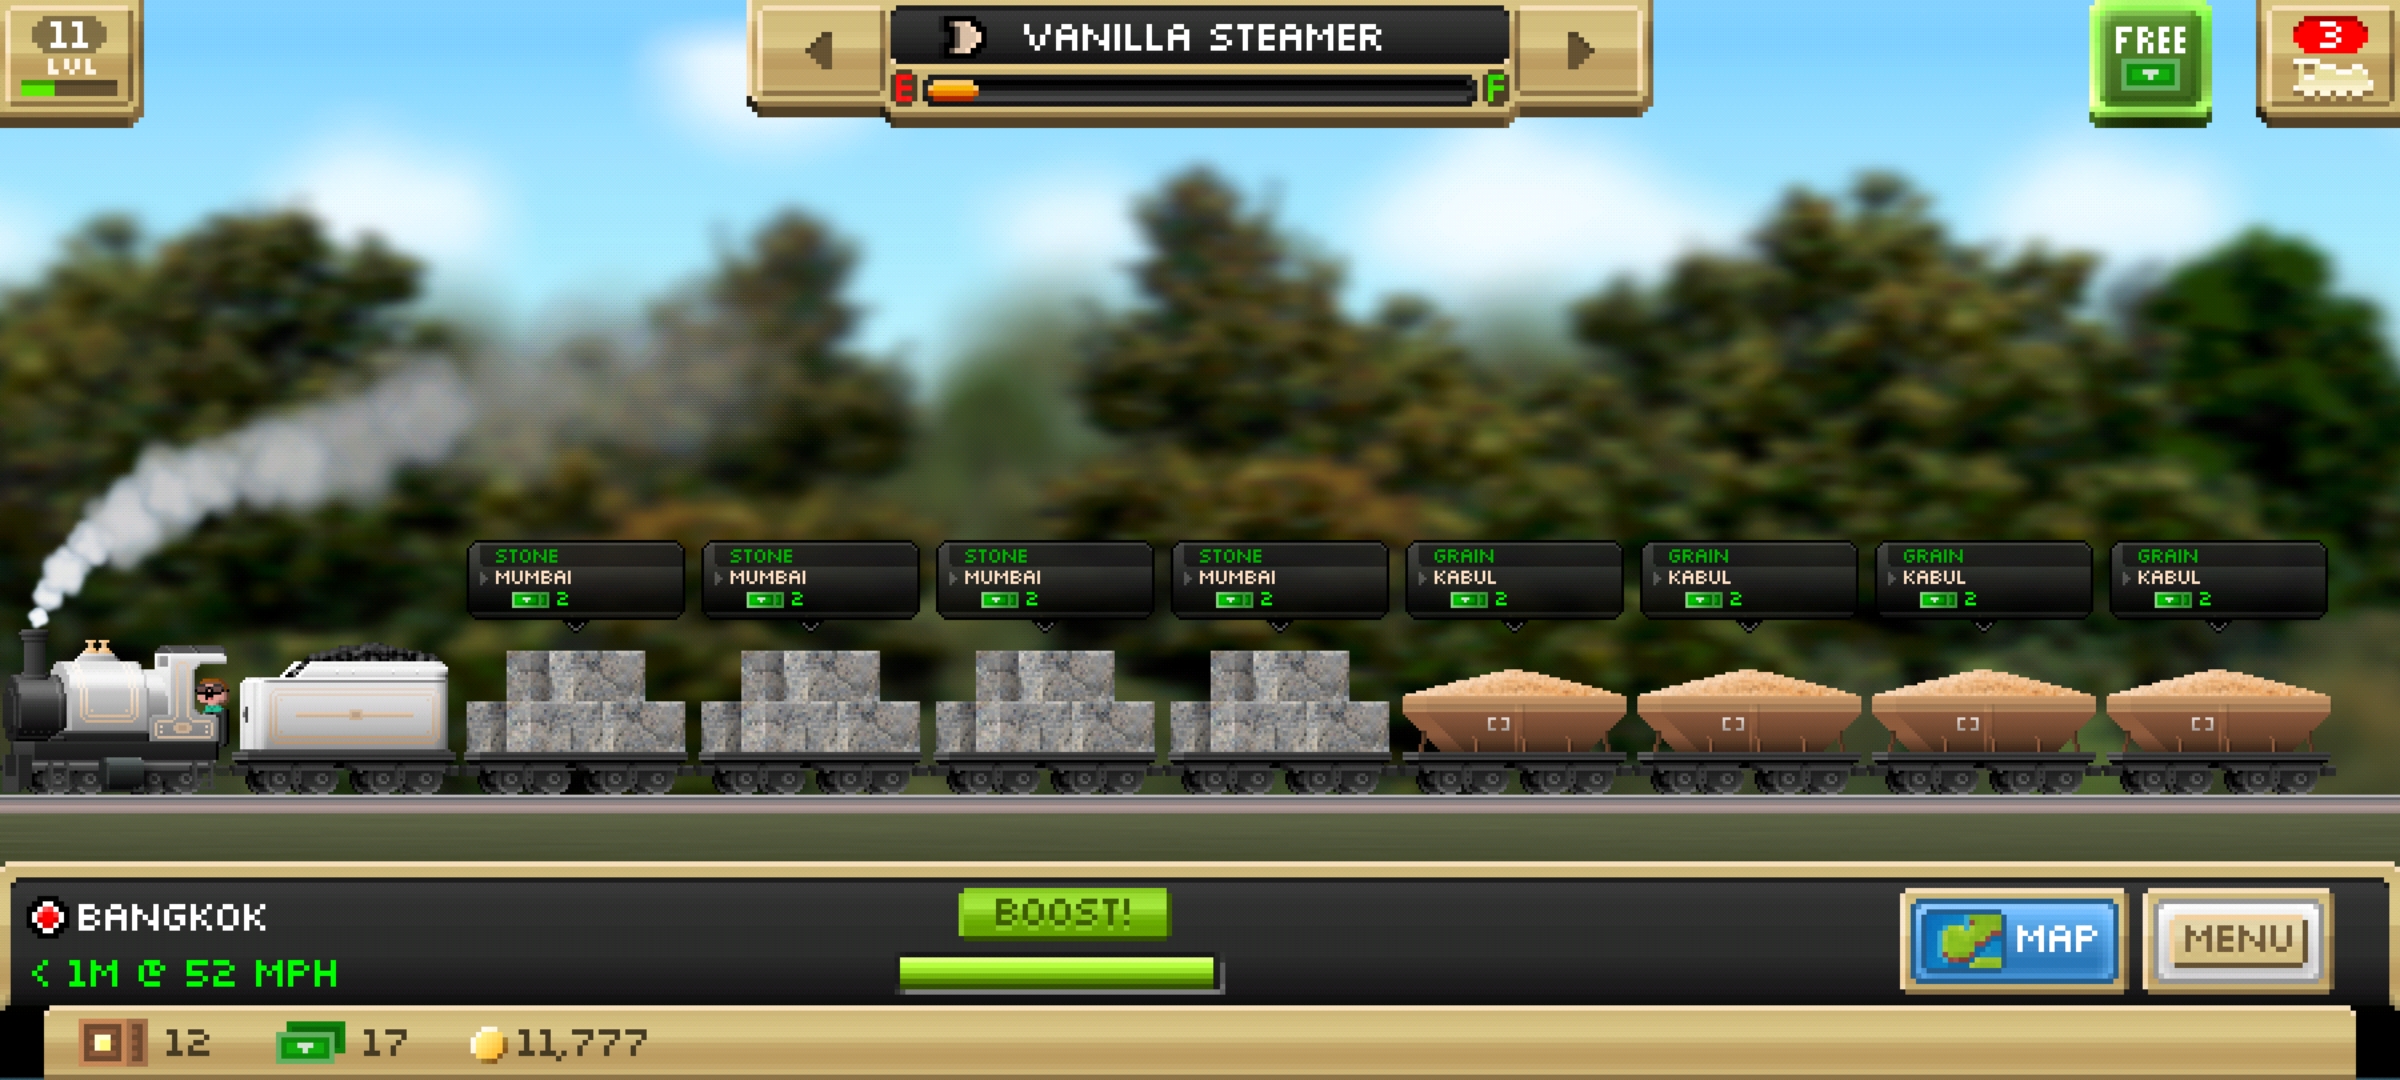 11
LVL
VANILLA STEAMER
E F
FREE
3
STONE
MUMBAI
2
STONE
MUMBAI
2
STONE
MUMBAI
2
STONE
MUMBAI
2
GRAIN
KABUL
2
GRAIN
KABUL
2
GRAIN
KABUL
2
GRAIN
KABUL
2
BANGKOK
< 1M @ 52 MPH
BOOST!
MAP
MENU
12
17
11,777